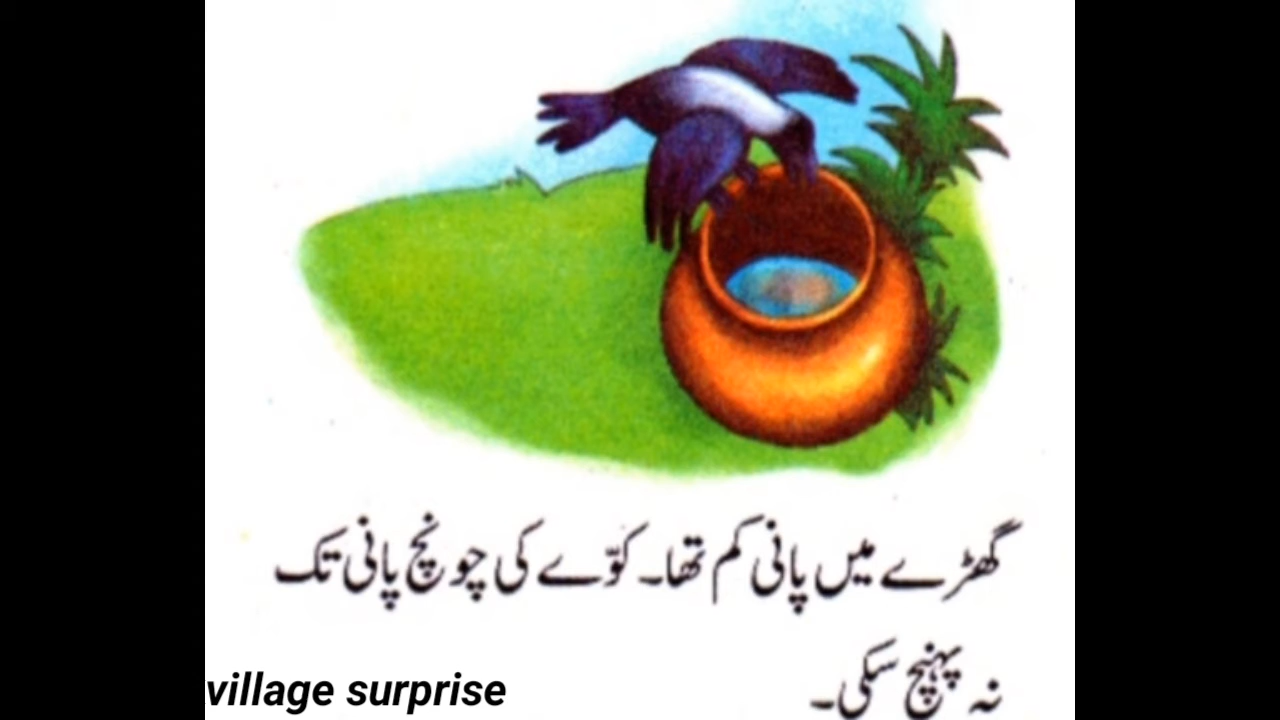 گھڑے میں پانی کم تھا۔ کوّے کی چونچ پانی تک
نہ پہنچ سکی۔
village surprise